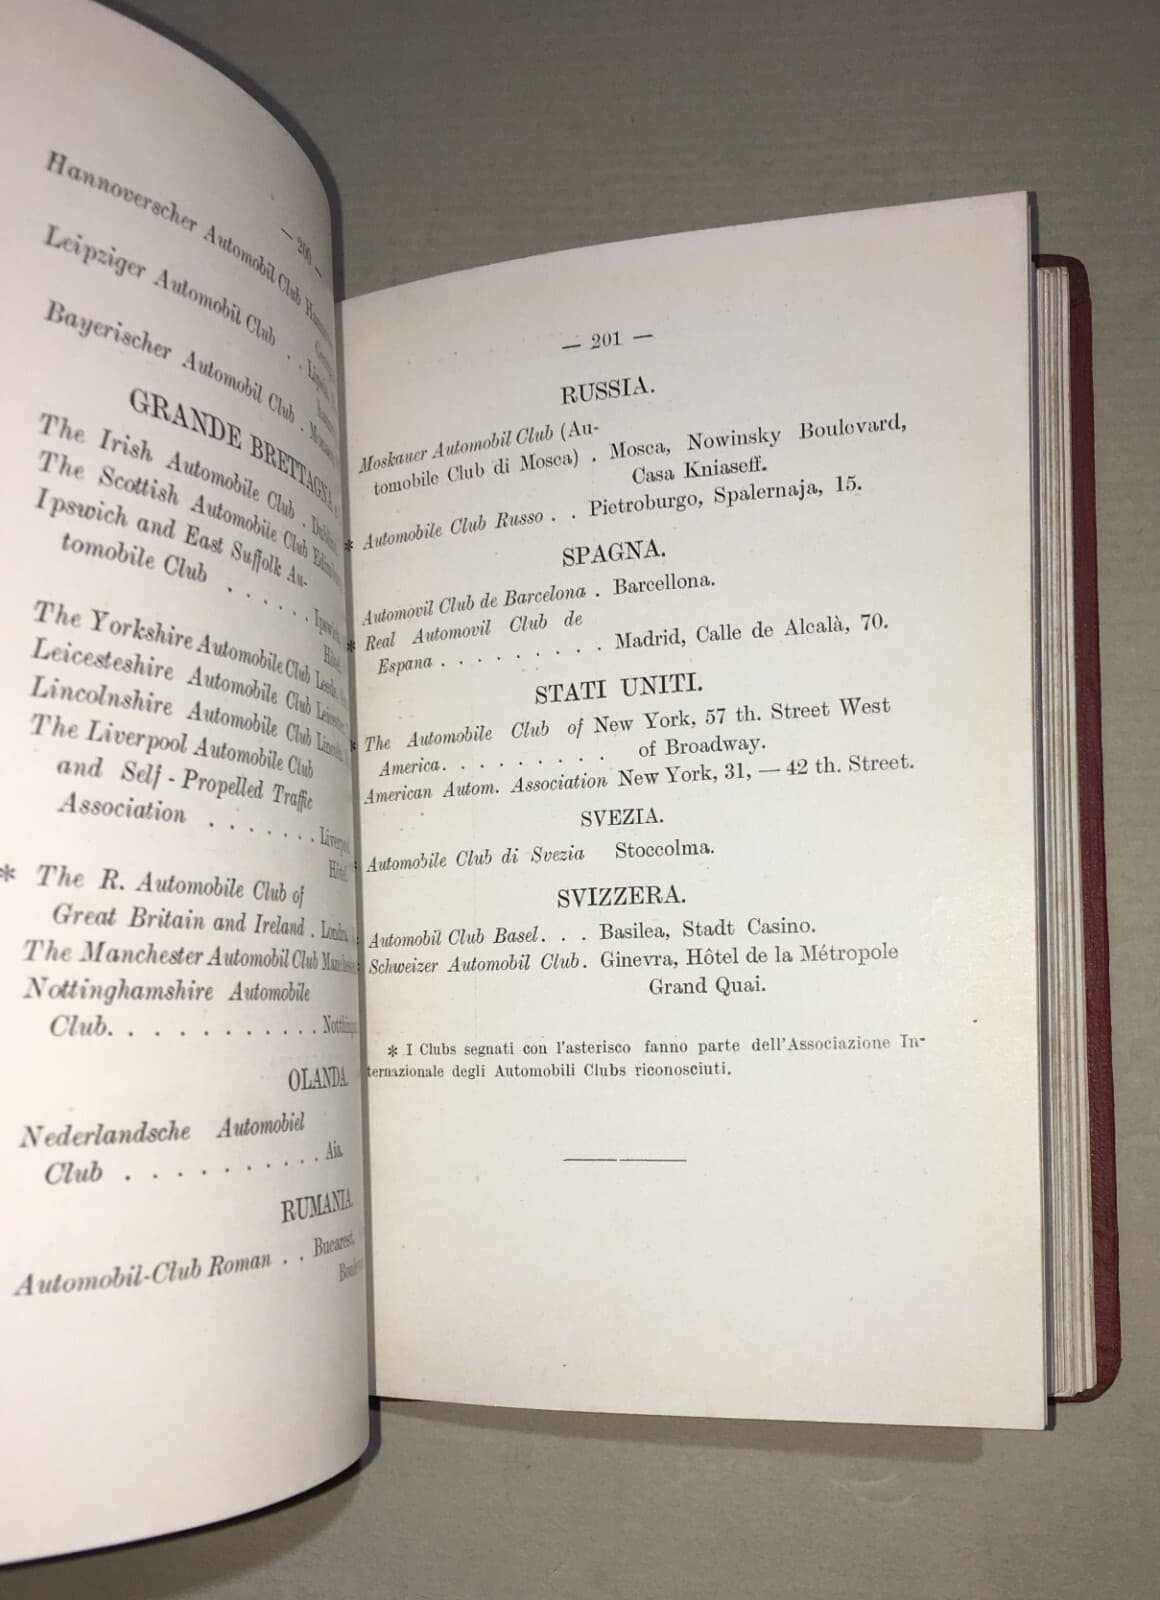 — 200 —
Hannoverscher Automobil Club
Leipziger Automobil Club . .
Bayerischer Automobil Club .
GRANDE BRETTAGNA
The Irish Automobile Club .
The Scottish Automobile Club
Ipswich and East Suffolk Au-
tomobile Club . . . . . .
The Yorkshire Automobile Club Leeds,
Leicesteshire Automobile Club
Lincolnshire Automobile Club Lincoln,
The Liverpool Automobile Club
and Self - Propelled Traffic
Association . . . . . . .
Hôtel
* The R. Automobile Club of
Great Britain and Ireland . Londra,
The Manchester Automobil Club
Nottinghamshire Automobile
Club. . . . . . . . . . . .
OLANDA.
Nederlandsche Automobiel
Club . . . . . . . . . . Aia.
RUMANIA.
Automobil-Club Roman . . Bucarest,
— 201 —
RUSSIA.
Moskauer Automobil Club (Au-
tomobile Club di Mosca) . Mosca, Nowinsky Boulevard,
Casa Kniaseff.
* Automobile Club Russo . . Pietroburgo, Spalernaja, 15.
SPAGNA.
Automovil Club de Barcelona . Barcellona.
* Real Automovil Club de
Espana . . . . . . . . . Madrid, Calle de Alcalà, 70.
STATI UNITI.
* The Automobile Club of New York, 57 th. Street West
America. . . . . . . . . of Broadway.
American Autom. Association New York, 31, — 42 th. Street.
SVEZIA.
* Automobile Club di Svezia Stoccolma.
SVIZZERA.
* Automobil Club Basel. . . Basilea, Stadt Casino.
* Schweizer Automobil Club. Ginevra, Hôtel de la Métropole
Grand Quai.
* I Clubs segnati con l'asterisco fanno parte dell'Associazione In-
ternazionale degli Automobili Clubs riconosciuti.